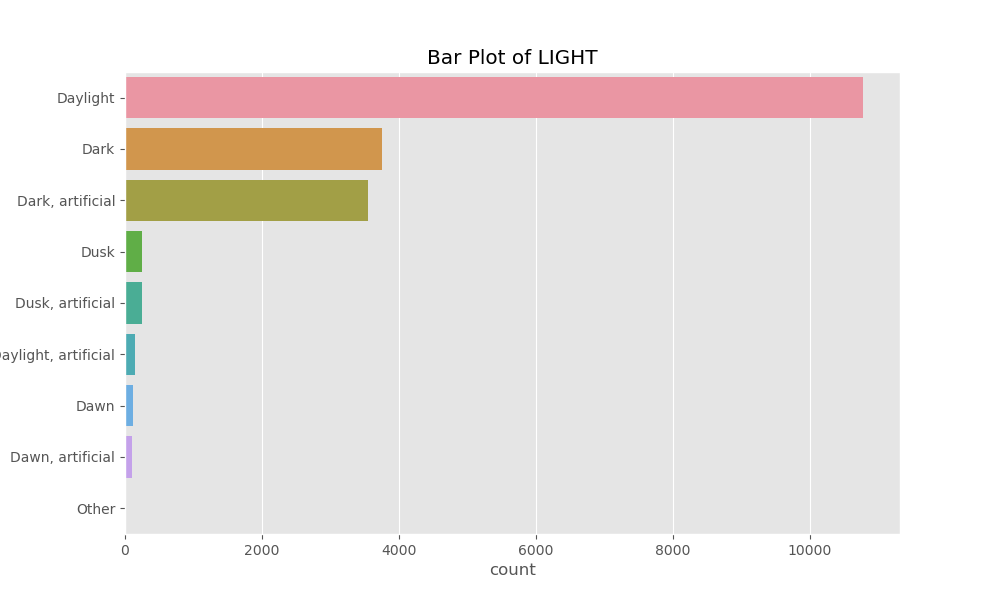 Bar Plot of LIGHT
Daylight
Dark
Dark, artificial
Dusk
Dusk, artificial
aylight, artificial
Dawn
Dawn, artificial
Other
0 2000 4000 6000 8000 10000
count